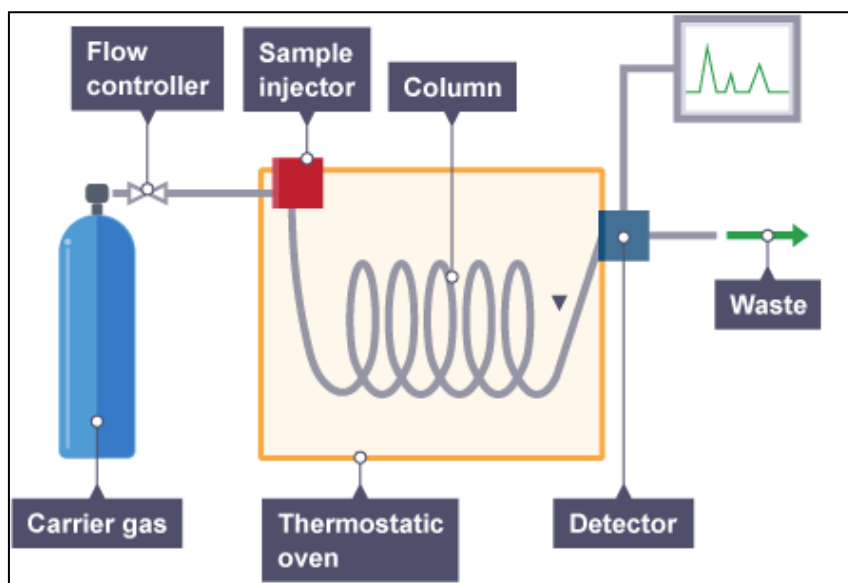 Flow
controller
Sample
injector
Column
Waste
Carrier gas
Thermostatic
oven
Detector